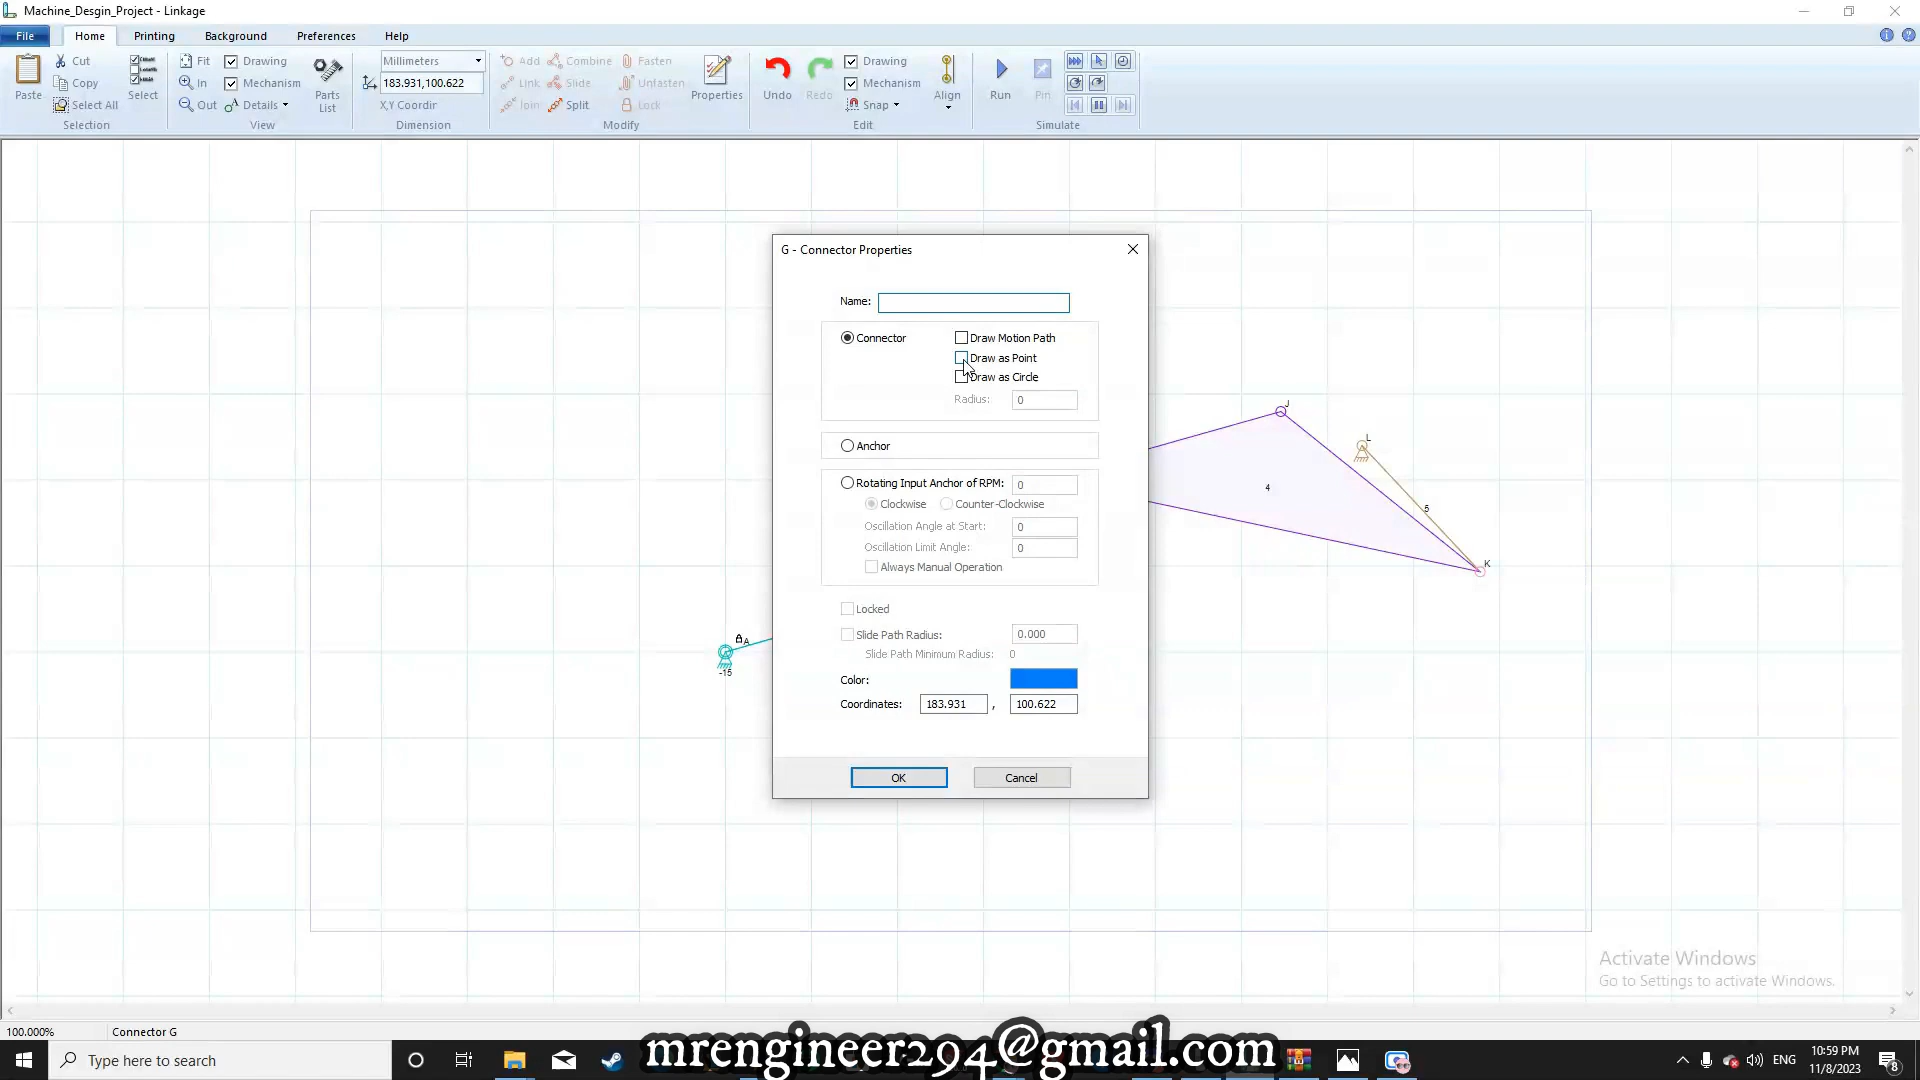 Machine_Desgin_Project - Linkage
File Home Printing Background Preferences Help
Paste Cut Copy Select All Select Selection
Fit In Out Drawing Mechanism Details Parts List View
Millimeters 183.931,100.622 X,Y Coordir Dimension
Add Combine Fasten Link Slide Unfasten Join Split Lock Modify
Properties Undo Redo Drawing Mechanism Snap Align Edit
Run Pin Simulate
G - Connector Properties
Name:
Connector Draw Motion Path
Draw as Point
Draw as Circle
Radius: 0
Anchor
Rotating Input Anchor of RPM: 0
Clockwise Counter-Clockwise
Oscillation Angle at Start: 0
Oscillation Limit Angle: 0
Always Manual Operation
Locked
Slide Path Radius: 0.000
Slide Path Minimum Radius: 0
Color:
Coordinates: 183.931 , 100.622
OK Cancel
J
L
4
5
K
A
-15
Activate Windows
Go to Settings to activate Windows.
100.000% Connector G
mrengineer294@gmail.com
Type here to search
ENG
10:59 PM
11/8/2023
8